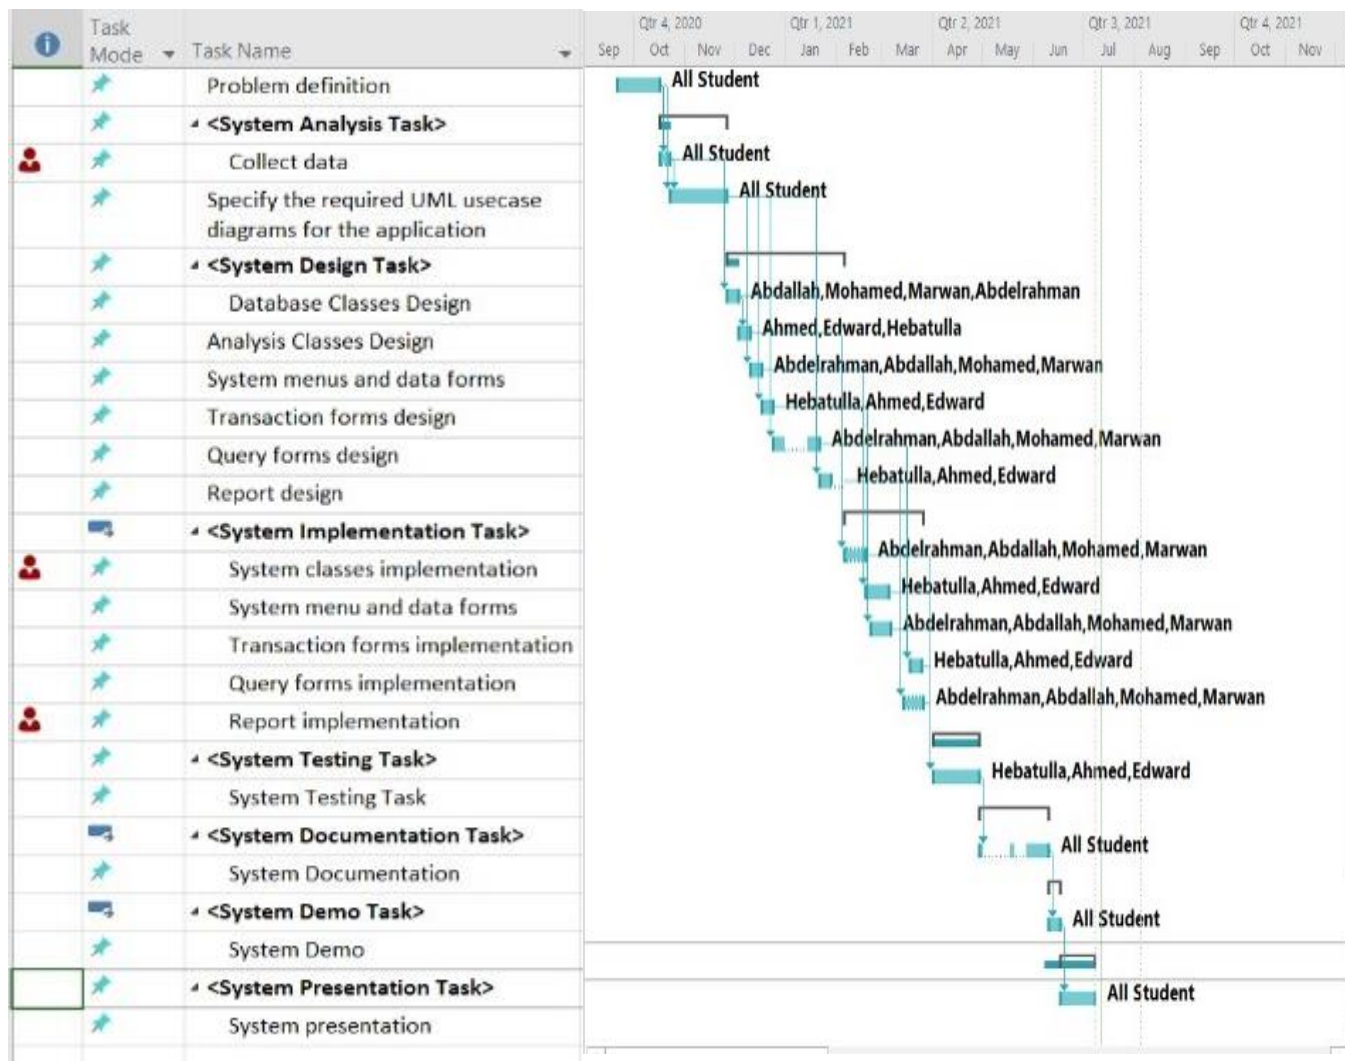 Task
Mode
Task Name
Qtr 4, 2020
Qtr 1, 2021
Qtr 2, 2021
Qtr 3, 2021
Qtr 4, 2021
Sep Oct Nov Dec Jan Feb Mar Apr May Jun Jul Aug Sep Oct Nov
Problem definition
All Student
<System Analysis Task>
Collect data
All Student
Specify the required UML usecase
diagrams for the application
All Student
<System Design Task>
Database Classes Design
Abdallah,Mohamed,Marwan,Abdelrahman
Analysis Classes Design
Ahmed,Edward,Hebatulla
System menus and data forms
Abdelrahman,Abdallah,Mohamed,Marwan
Transaction forms design
Hebatulla,Ahmed,Edward
Query forms design
Abdelrahman,Abdallah,Mohamed,Marwan
Report design
Hebatulla,Ahmed,Edward
<System Implementation Task>
System classes implementation
Abdelrahman,Abdallah,Mohamed,Marwan
System menu and data forms
Hebatulla,Ahmed,Edward
Transaction forms implementation
Abdelrahman,Abdallah,Mohamed,Marwan
Query forms implementation
Hebatulla,Ahmed,Edward
Report implementation
Abdelrahman,Abdallah,Mohamed,Marwan
<System Testing Task>
System Testing Task
Hebatulla,Ahmed,Edward
<System Documentation Task>
System Documentation
All Student
<System Demo Task>
System Demo
All Student
<System Presentation Task>
System presentation
All Student